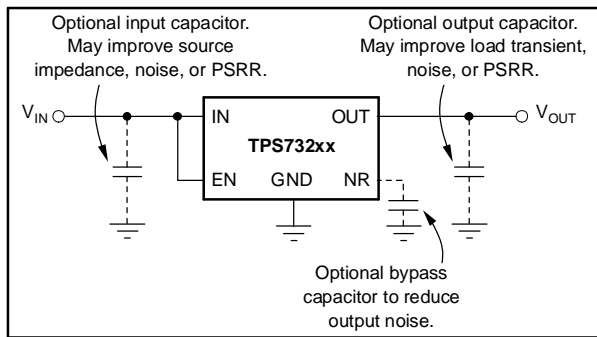 Optional input capacitor.
May improve source
impedance, noise, or PSRR.
Optional output capacitor.
May improve load transient,
noise, or PSRR.
VIN
IN
OUT
VOUT
TPS732xx
EN
GND
NR
Optional bypass
capacitor to reduce
output noise.